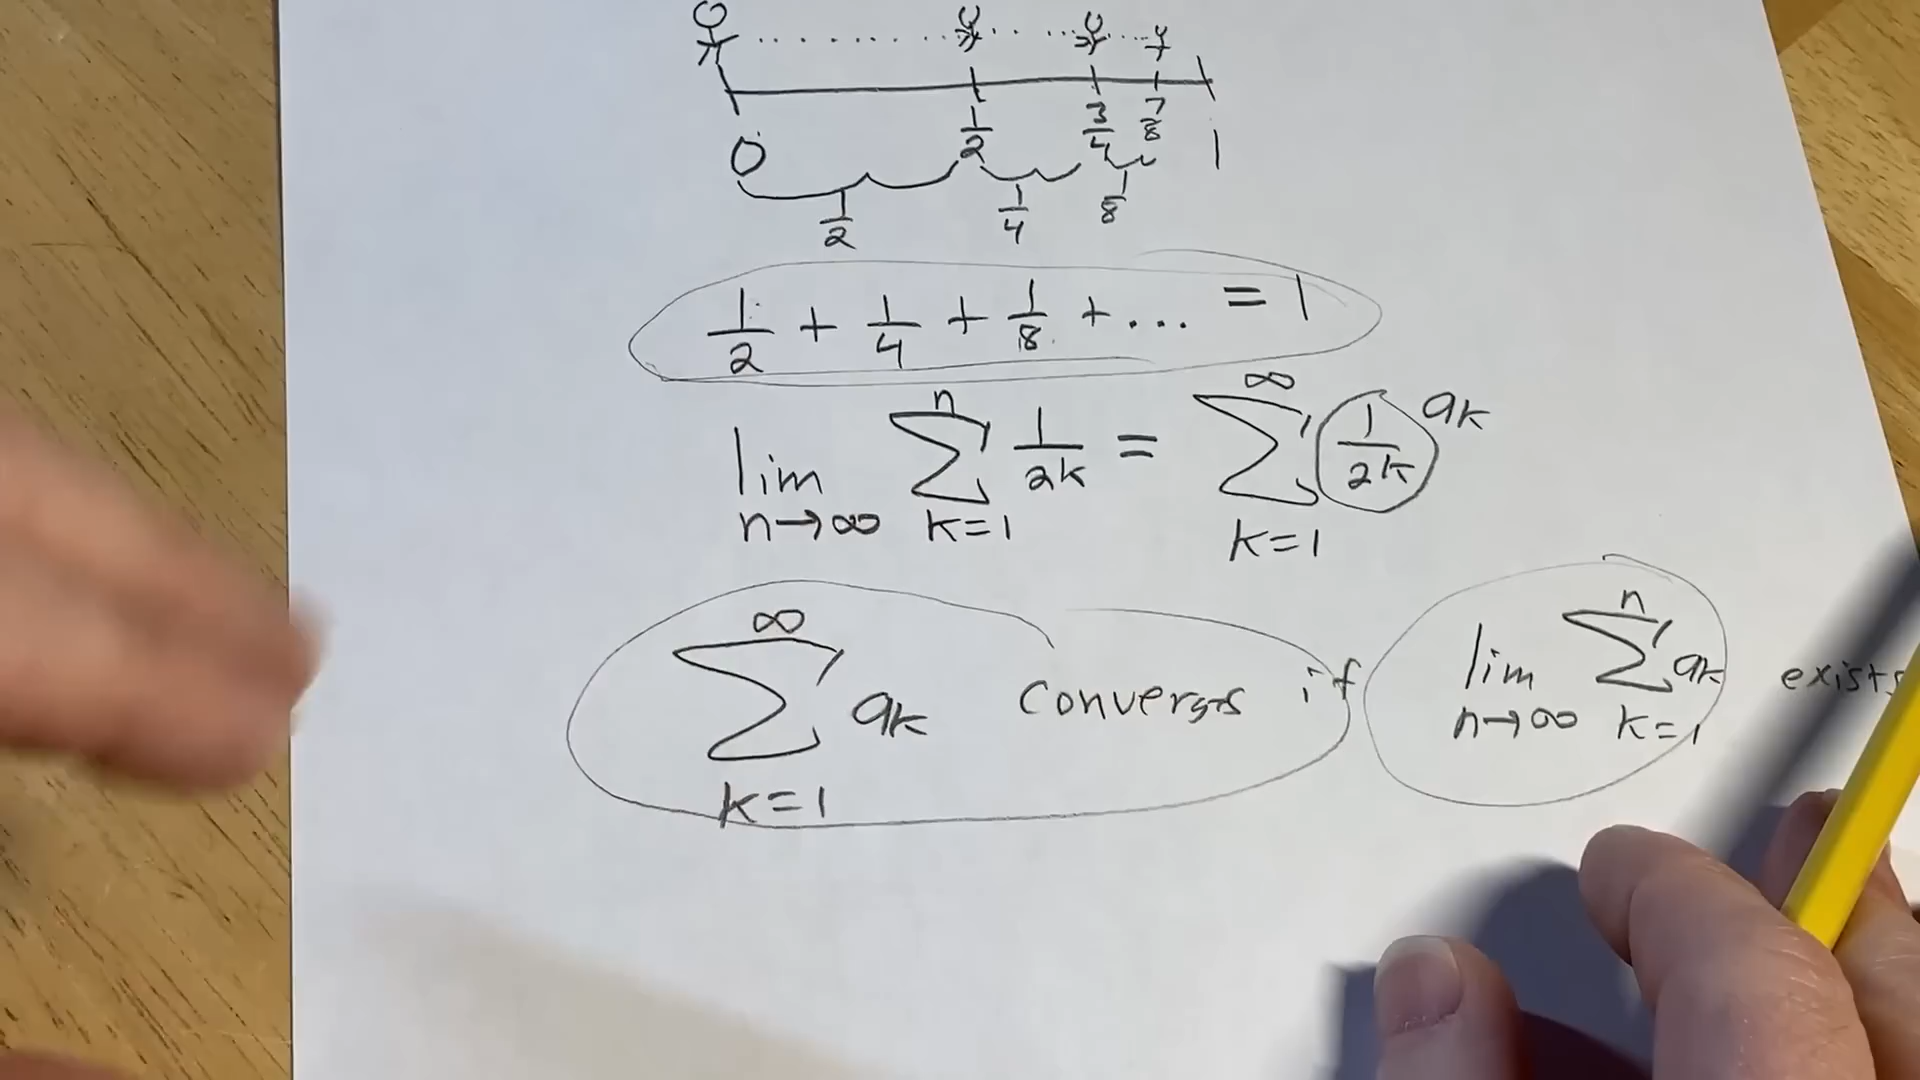 0 1/2 3/4 7/8 1
1/2 1/4 1/8
1/2 + 1/4 + 1/8 + ... = 1
lim n→∞ ∑ n k=1 1/2k = ∑ ∞ k=1 1/2k ak
∑ ∞ k=1 ak converges if lim n→∞ ∑ n k=1 ak exists